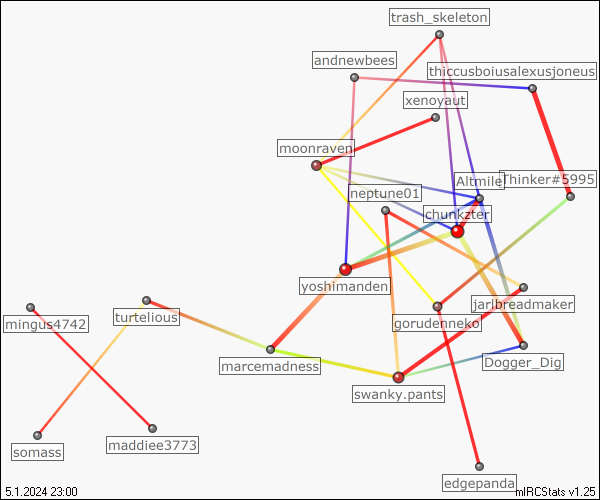 trash_skeleton
andnewbees
thiccusboiusalexusjoneus
xenoyaut
moonraven
Altmile
Thinker#5995
neptune01
chunkzter
yoshimanden
jarlbreadmaker
turtelious
mingus4742
gorudenneko
marcemadness
Dogger_Dig
swanky.pants
maddiee3773
somass
edgepanda
5.1.2024 23:00
mIRCStats v1.25